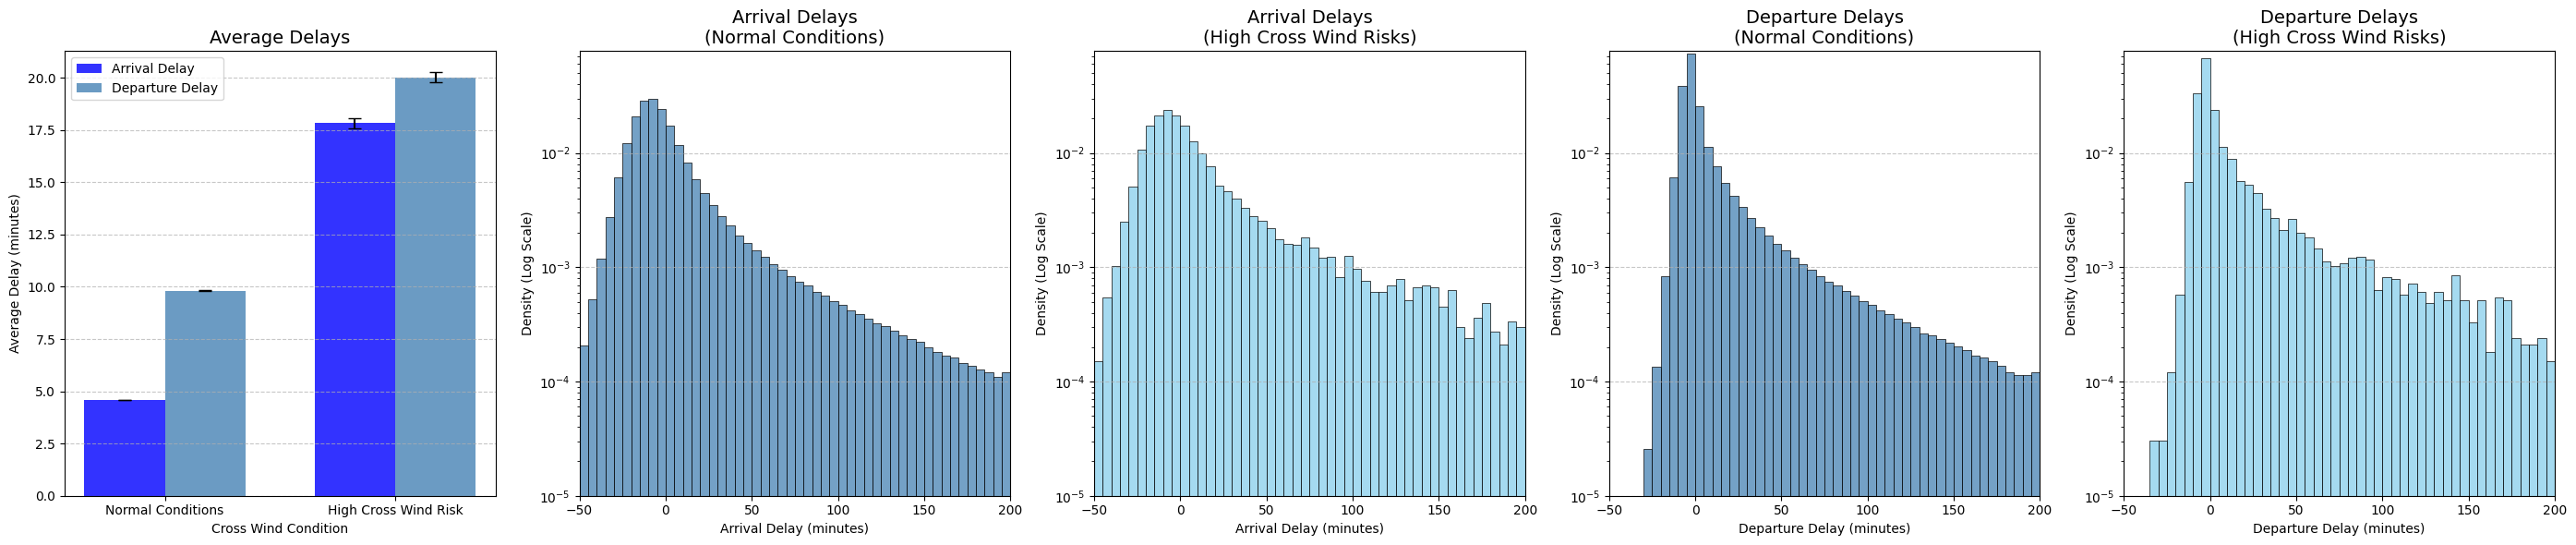 Average Delays
Arrival Delay
Departure Delay
20.0
17.5
15.0
12.5
10.0
7.5
5.0
2.5
0.0
Average Delay (minutes)
Normal Conditions
High Cross Wind Risk
Cross Wind Condition
Arrival Delays
(Normal Conditions)
10⁻²
10⁻³
10⁻⁴
10⁻⁵
Density (Log Scale)
−50
0
50
100
150
200
Arrival Delay (minutes)
Arrival Delays
(High Cross Wind Risks)
10⁻²
10⁻³
10⁻⁴
10⁻⁵
Density (Log Scale)
−50
0
50
100
150
200
Arrival Delay (minutes)
Departure Delays
(Normal Conditions)
10⁻²
10⁻³
10⁻⁴
10⁻⁵
Density (Log Scale)
−50
0
50
100
150
200
Departure Delay (minutes)
Departure Delays
(High Cross Wind Risks)
10⁻²
10⁻³
10⁻⁴
10⁻⁵
Density (Log Scale)
−50
0
50
100
150
200
Departure Delay (minutes)